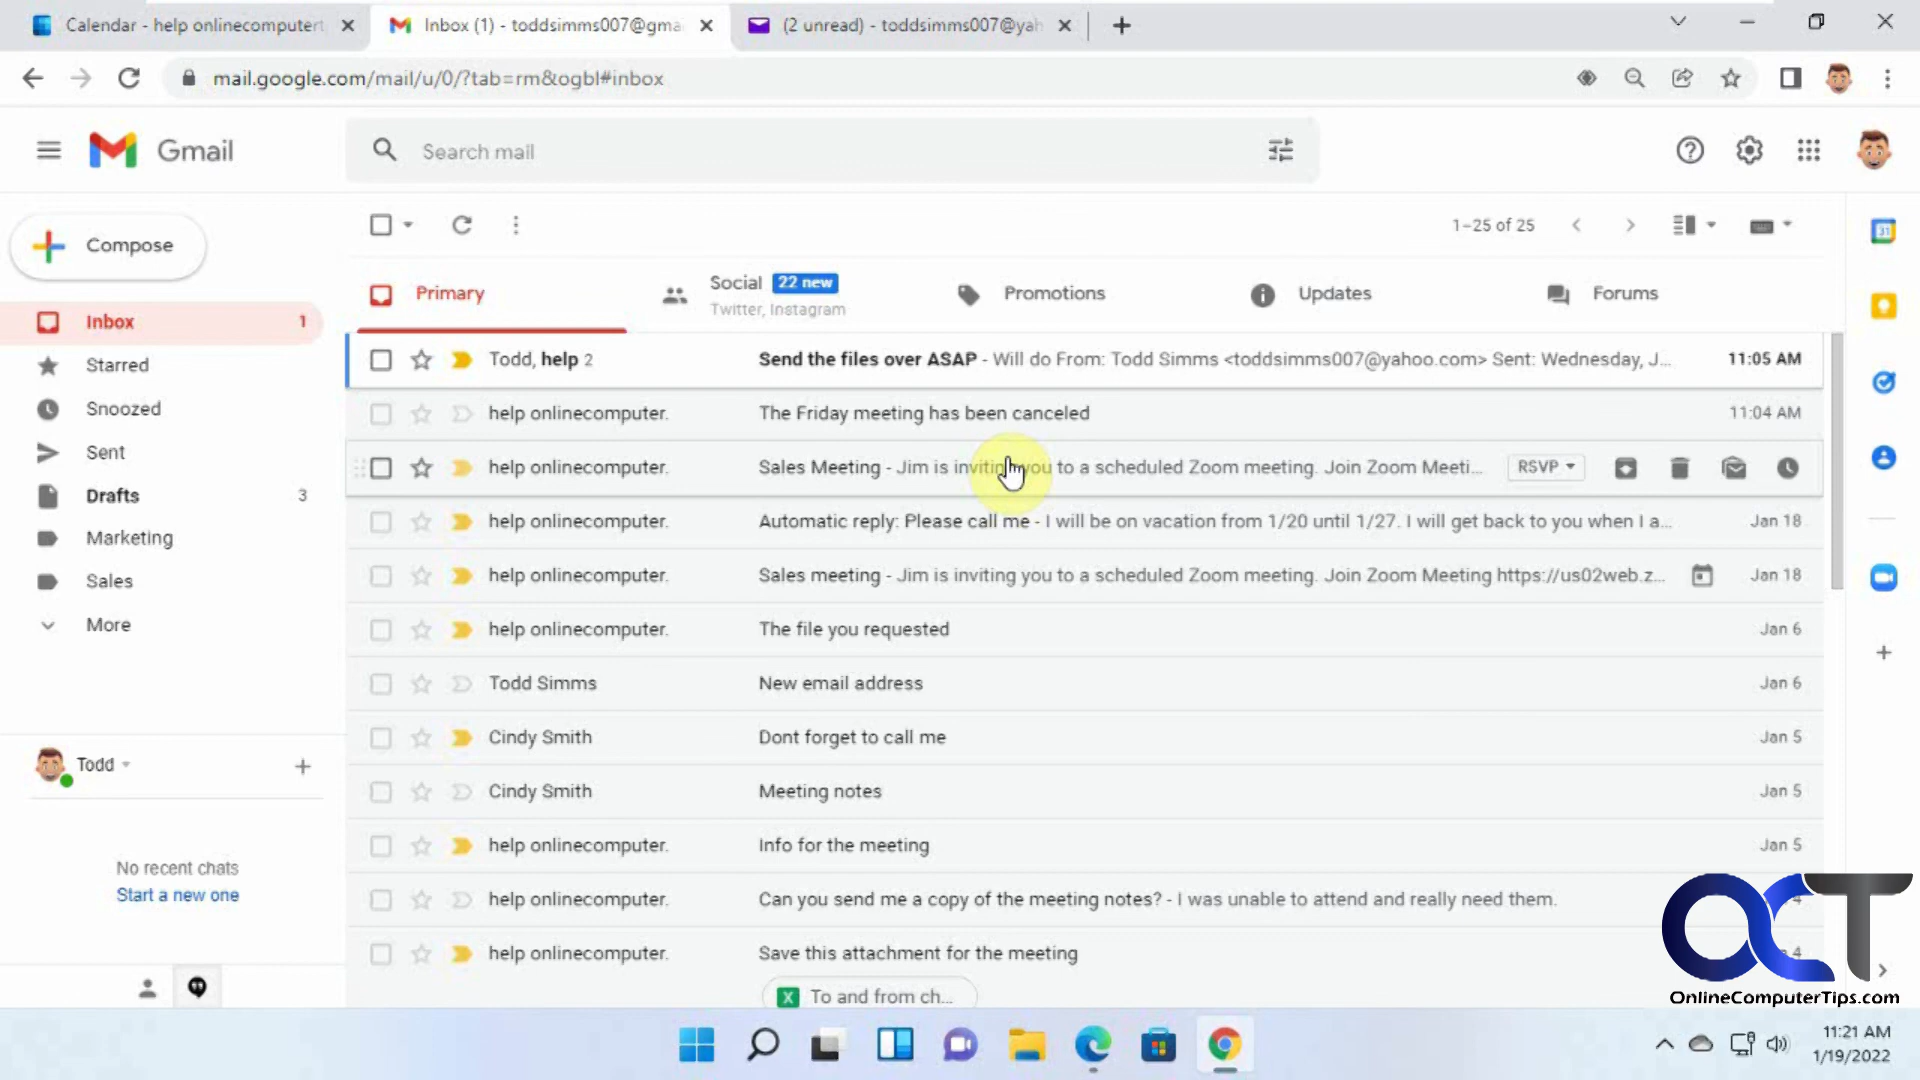 Calendar - help onlinecomputert
Inbox (1) - toddsimms007@gma
(2 unread) - toddsimms007@yah
mail.google.com/mail/u/0/?tab=rm&ogbl#inbox
Gmail
Search mail
Compose
1–25 of 25
Inbox 1
Starred
Snoozed
Sent
Drafts 3
Marketing
Sales
More
Todd
No recent chats
Start a new one
Primary
Social 22 new
Twitter, Instagram
Promotions
Updates
Forums
Todd, help 2 Send the files over ASAP - Will do From: Todd Simms <toddsimms007@yahoo.com> Sent: Wednesday, J... 11:05 AM
help onlinecomputer. The Friday meeting has been canceled 11:04 AM
help onlinecomputer. Sales Meeting - Jim is inviting you to a scheduled Zoom meeting. Join Zoom Meeti... RSVP
help onlinecomputer. Automatic reply: Please call me - I will be on vacation from 1/20 until 1/27. I will get back to you when I a... Jan 18
help onlinecomputer. Sales meeting - Jim is inviting you to a scheduled Zoom meeting. Join Zoom Meeting https://us02web.z... Jan 18
help onlinecomputer. The file you requested Jan 6
Todd Simms New email address Jan 6
Cindy Smith Dont forget to call me Jan 5
Cindy Smith Meeting notes Jan 5
help onlinecomputer. Info for the meeting Jan 5
help onlinecomputer. Can you send me a copy of the meeting notes? - I was unable to attend and really need them. 4
help onlinecomputer. Save this attachment for the meeting 4
X To and from ch...
31
OCT
OnlineComputerTips.com
11:21 AM
1/19/2022